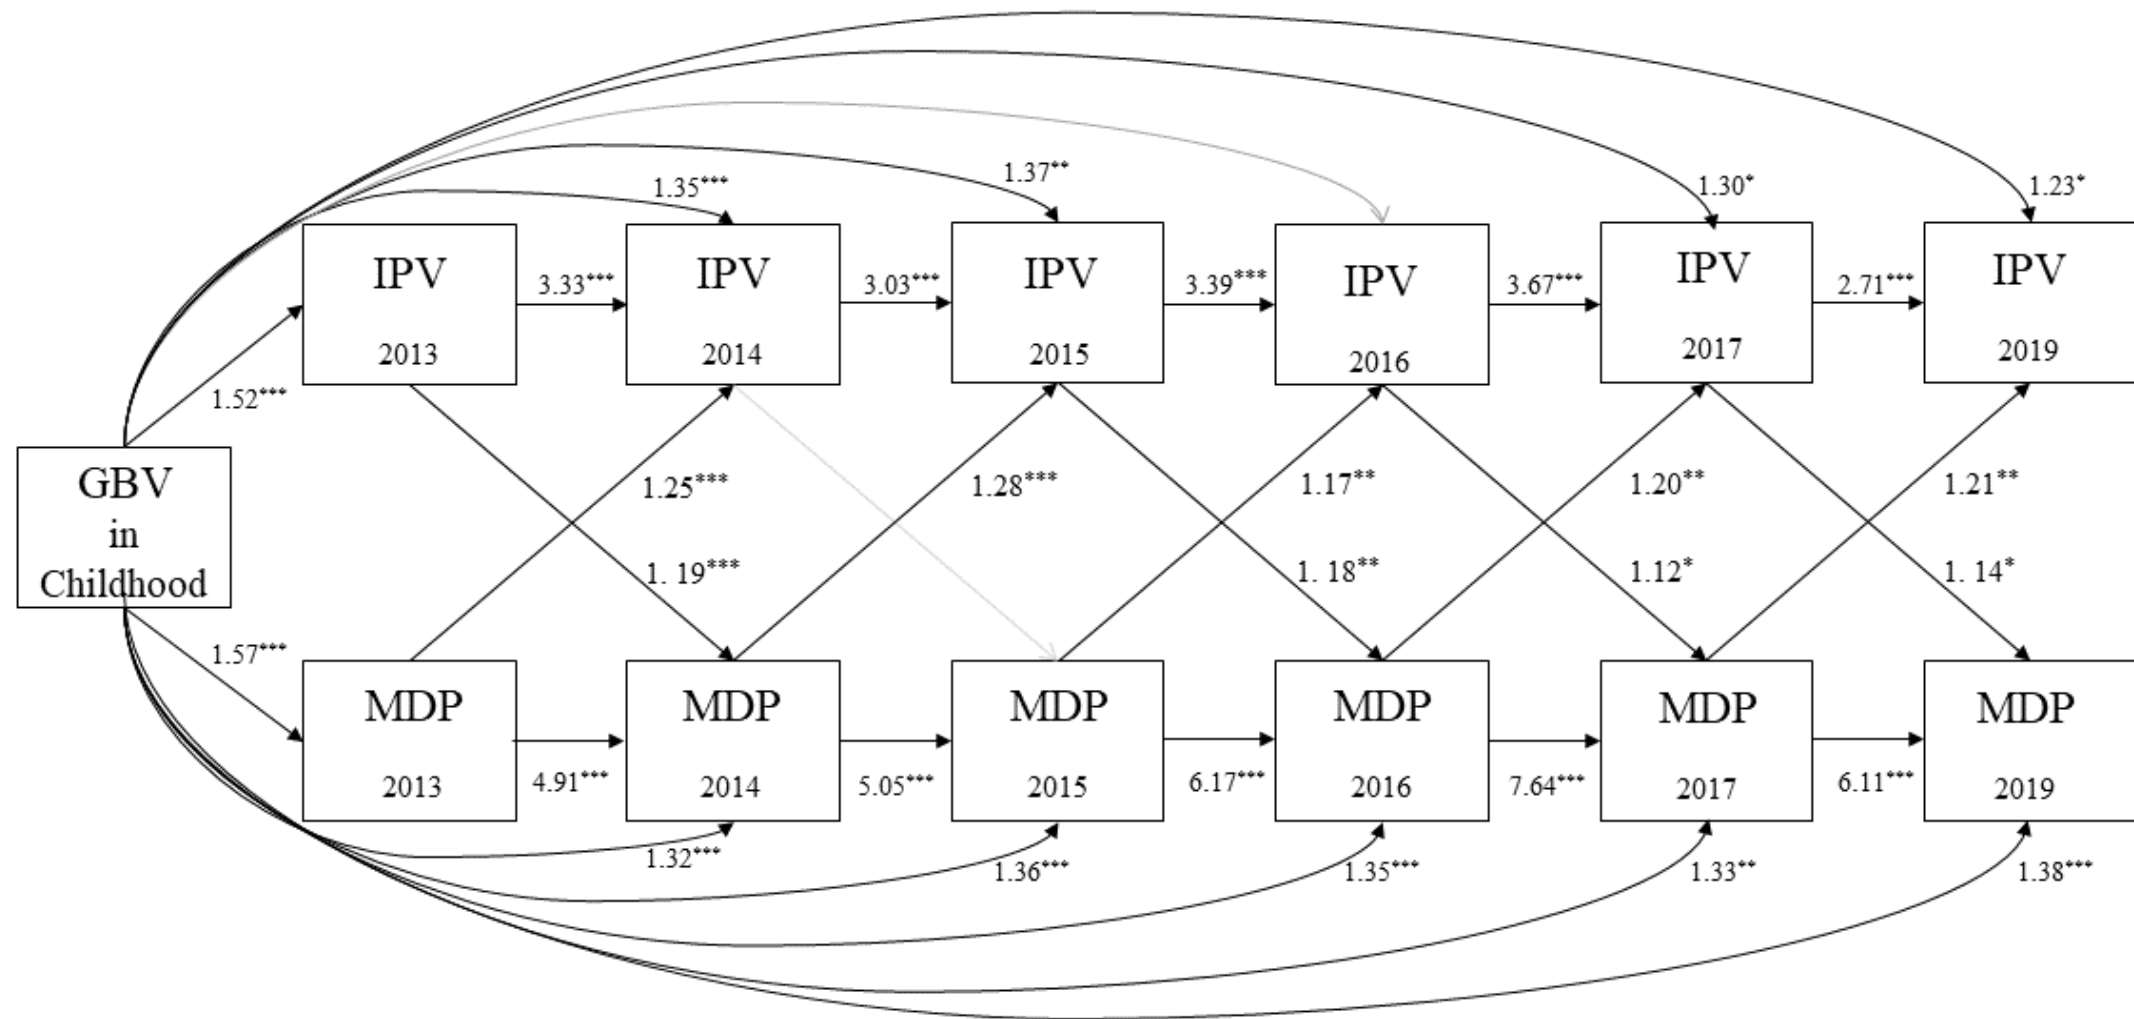 1.35***
1.37**
1.30*
1.23*
IPV
2013
3.33***
IPV
2014
3.03***
IPV
2015
3.39***
IPV
2016
3.67***
IPV
2017
2.71***
IPV
2019
1.52***
GBV
in
Childhood
1.25***
1.28***
1.17**
1.20**
1.21**
1. 19***
1. 18**
1.12*
1. 14*
1.57***
MDP
2013
4.91***
MDP
2014
5.05***
MDP
2015
6.17***
MDP
2016
7.64***
MDP
2017
6.11***
MDP
2019
1.32***
1.36***
1.35***
1.33**
1.38***